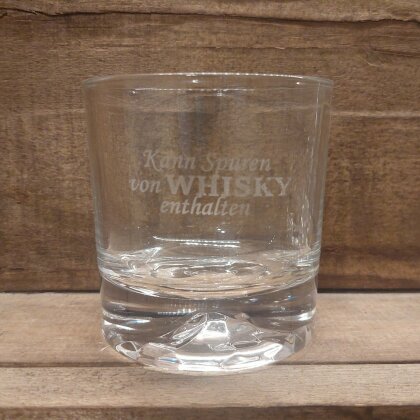 Kann Spuren
von WHISKY
enthalten